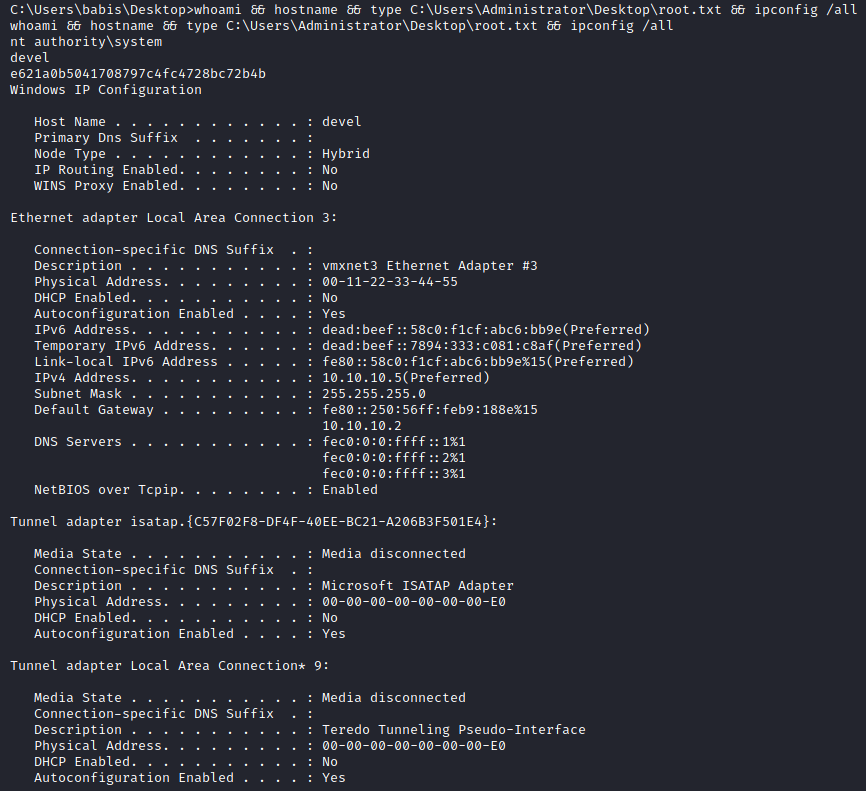 C:\Users\babis\Desktop>whoami && hostname && type C:\Users\Administrator\Desktop\root.txt && ipconfig /all
whoami && hostname && type C:\Users\Administrator\Desktop\root.txt && ipconfig /all
nt authority\system
devel
e621a0b5041708797c4fc4728bc72b4b
Windows IP Configuration

   Host Name . . . . . . . . . . . . : devel
   Primary Dns Suffix  . . . . . . . :
   Node Type . . . . . . . . . . . . : Hybrid
   IP Routing Enabled. . . . . . . . : No
   WINS Proxy Enabled. . . . . . . . : No

Ethernet adapter Local Area Connection 3:

   Connection-specific DNS Suffix  . :
   Description . . . . . . . . . . . : vmxnet3 Ethernet Adapter #3
   Physical Address. . . . . . . . . : 00-11-22-33-44-55
   DHCP Enabled. . . . . . . . . . . : No
   Autoconfiguration Enabled . . . . : Yes
   IPv6 Address. . . . . . . . . . . : dead:beef::58c0:f1cf:abc6:bb9e(Preferred)
   Temporary IPv6 Address. . . . . . : dead:beef::7894:333:c081:c8af(Preferred)
   Link-local IPv6 Address . . . . . : fe80::58c0:f1cf:abc6:bb9e%15(Preferred)
   IPv4 Address. . . . . . . . . . . : 10.10.10.5(Preferred)
   Subnet Mask . . . . . . . . . . . : 255.255.255.0
   Default Gateway . . . . . . . . . : fe80::250:56ff:feb9:188e%15
                                       10.10.10.2
   DNS Servers . . . . . . . . . . . : fec0:0:0:ffff::1%1
                                       fec0:0:0:ffff::2%1
                                       fec0:0:0:ffff::3%1
   NetBIOS over Tcpip. . . . . . . . : Enabled

Tunnel adapter isatap.{C57F02F8-DF4F-40EE-BC21-A206B3F501E4}:

   Media State . . . . . . . . . . . : Media disconnected
   Connection-specific DNS Suffix  . :
   Description . . . . . . . . . . . : Microsoft ISATAP Adapter
   Physical Address. . . . . . . . . : 00-00-00-00-00-00-00-E0
   DHCP Enabled. . . . . . . . . . . : No
   Autoconfiguration Enabled . . . . : Yes

Tunnel adapter Local Area Connection* 9:

   Media State . . . . . . . . . . . : Media disconnected
   Connection-specific DNS Suffix  . :
   Description . . . . . . . . . . . : Teredo Tunneling Pseudo-Interface
   Physical Address. . . . . . . . . : 00-00-00-00-00-00-00-E0
   DHCP Enabled. . . . . . . . . . . : No
   Autoconfiguration Enabled . . . . : Yes